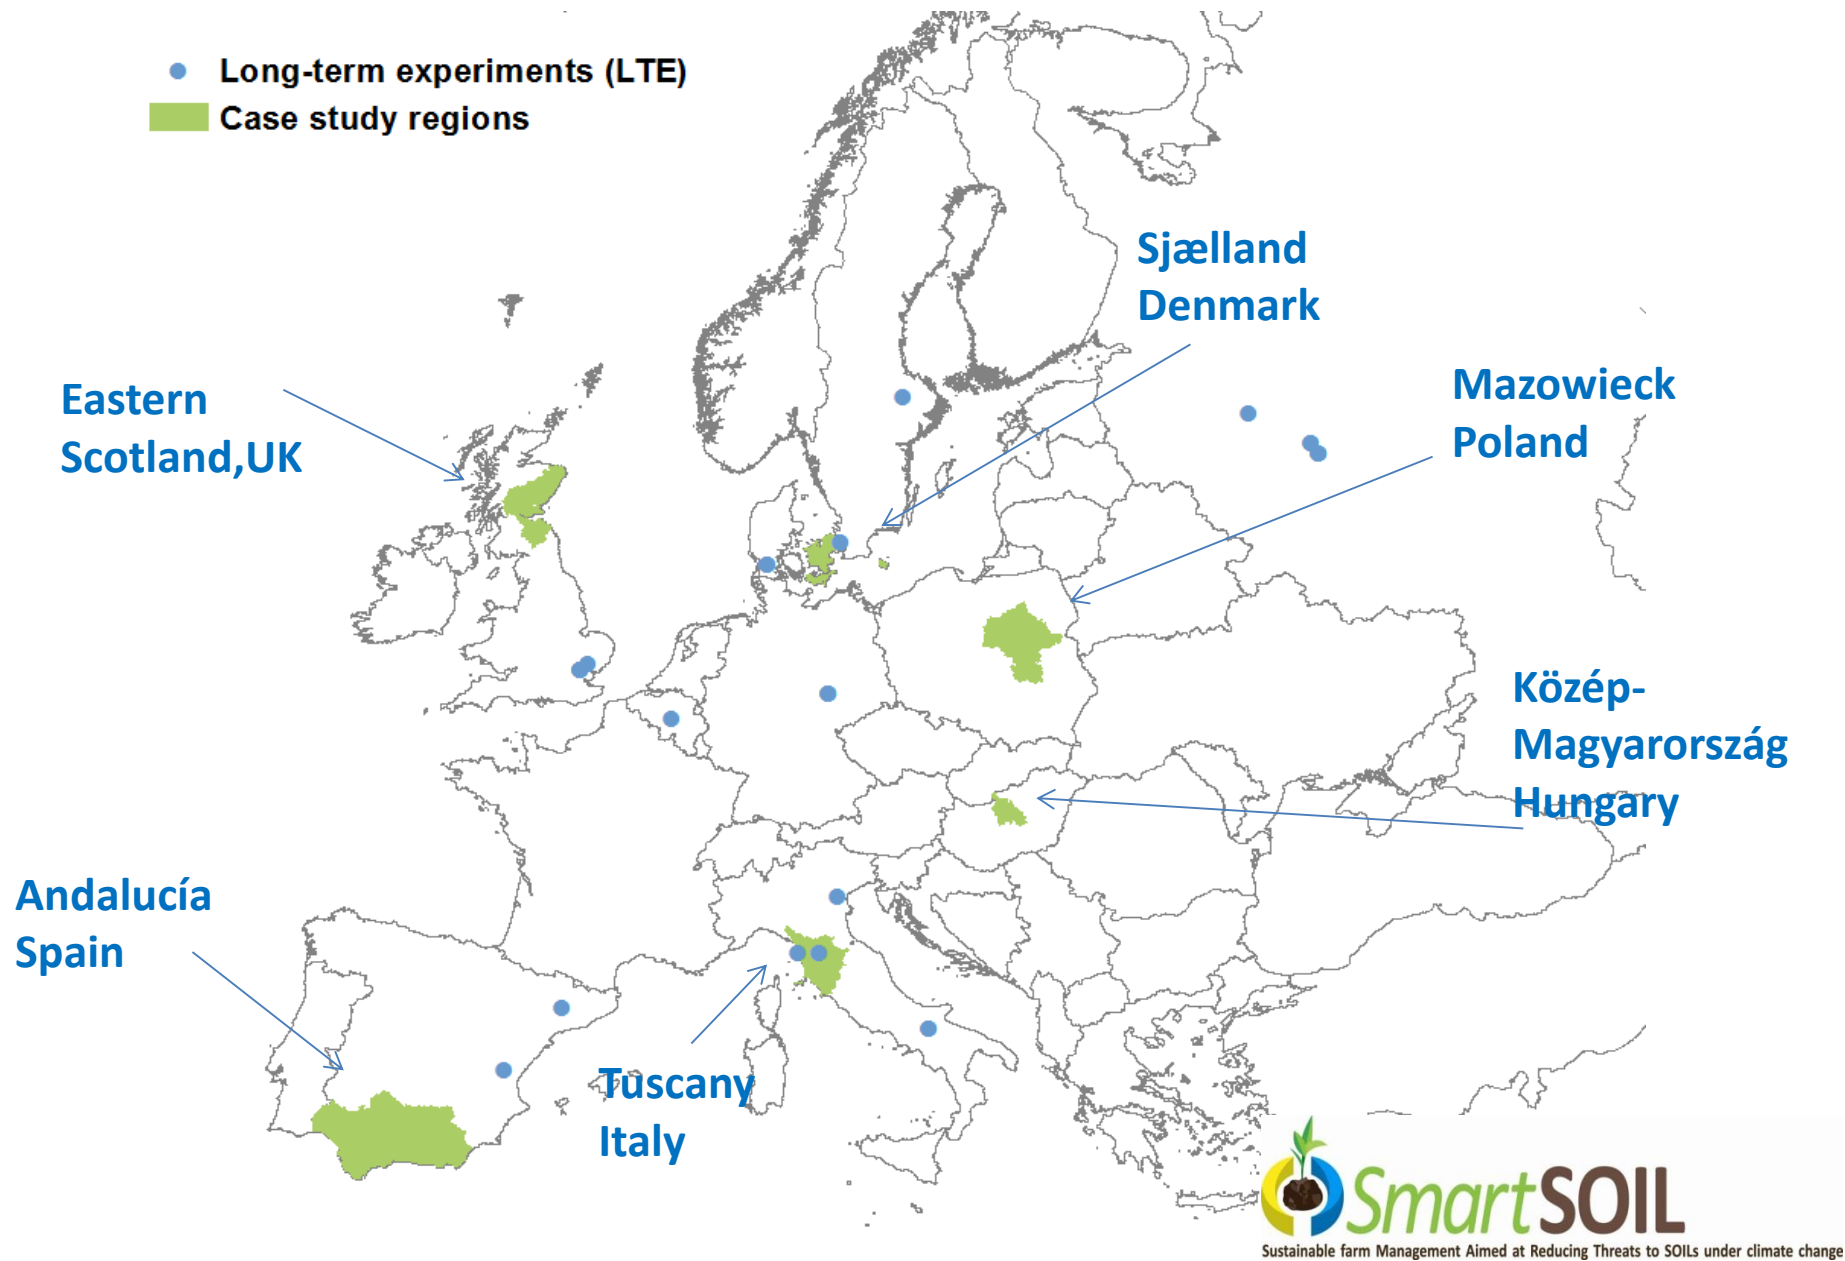 Long-term experiments (LTE)
Case study regions
Sjælland
Denmark
Eastern
Scotland,UK
Mazowieck
Poland
Közép-
Magyarország
Hungary
Andalucía
Spain
Tuscany
Italy
SmartSOIL
Sustainable farm Management Aimed at Reducing Threats to SOILs under climate change